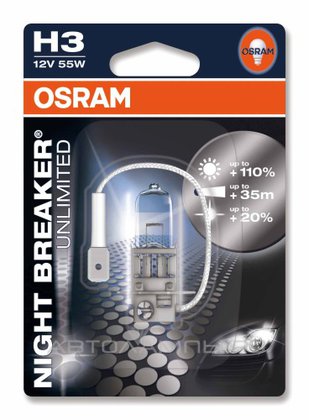 H3
12V 55W
OSRAM
OSRAM
NIGHT BREAKER®
UNLIMITED
up to
+ 110%
up to
+ 35m
up to
+ 20%